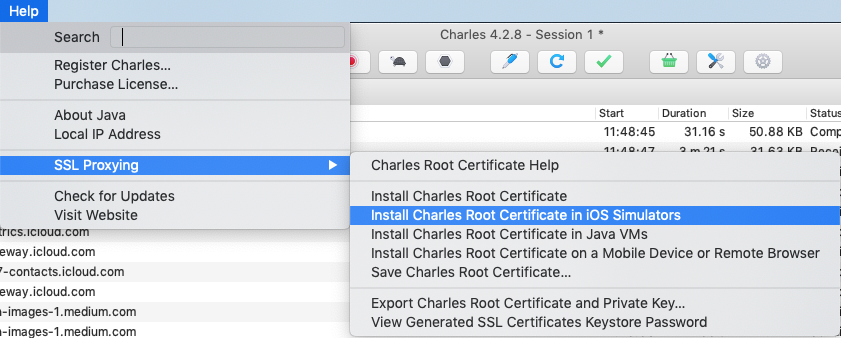 Help
Search
Charles 4.2.8 - Session 1 *
Register Charles...
Purchase License...
About Java
Local IP Address
Start Duration Size Status
11:48:45 31.16 s 50.88 KB Comp
11:48:47 3 m 21 s 31.63 KB
SSL Proxying
Check for Updates
Visit Website
Charles Root Certificate Help
Install Charles Root Certificate
Install Charles Root Certificate in iOS Simulators
Install Charles Root Certificate in Java VMs
Install Charles Root Certificate on a Mobile Device or Remote Browser
Save Charles Root Certificate...
Export Charles Root Certificate and Private Key...
View Generated SSL Certificates Keystore Password
trics.icloud.com
eway.icloud.com
7-contacts.icloud.com
eway.icloud.com
n-images-1.medium.com
n-images-1.medium.com